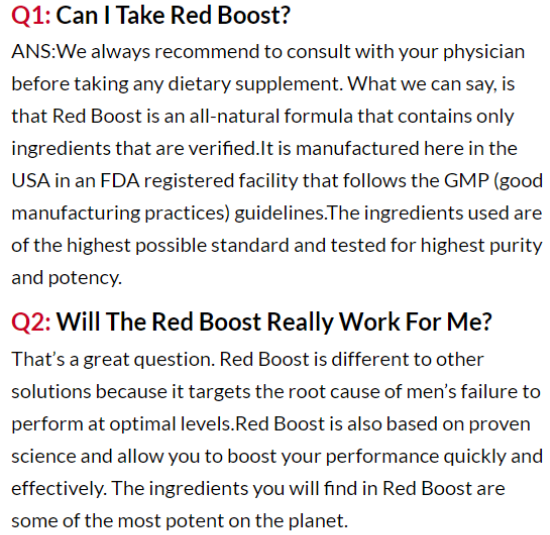 Q1: Can I Take Red Boost?
ANS:We always recommend to consult with your physician
before taking any dietary supplement. What we can say, is
that Red Boost is an all-natural formula that contains only
ingredients that are verified.It is manufactured here in the
USA in an FDA registered facility that follows the GMP (good
manufacturing practices) guidelines.The ingredients used are
of the highest possible standard and tested for highest purity
and potency.
Q2: Will The Red Boost Really Work For Me?
That's a great question. Red Boost is different to other
solutions because it targets the root cause of men's failure to
perform at optimal levels.Red Boost is also based on proven
science and allow you to boost your performance quickly and
effectively. The ingredients you will find in Red Boost are
some of the most potent on the planet.